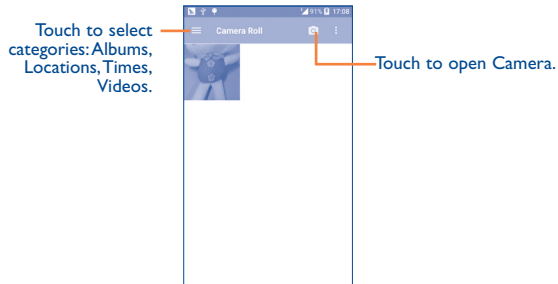 91% 17:08
Touch to select
categories: Albums,
Locations, Times,
Videos.
Camera Roll
Touch to open Camera.